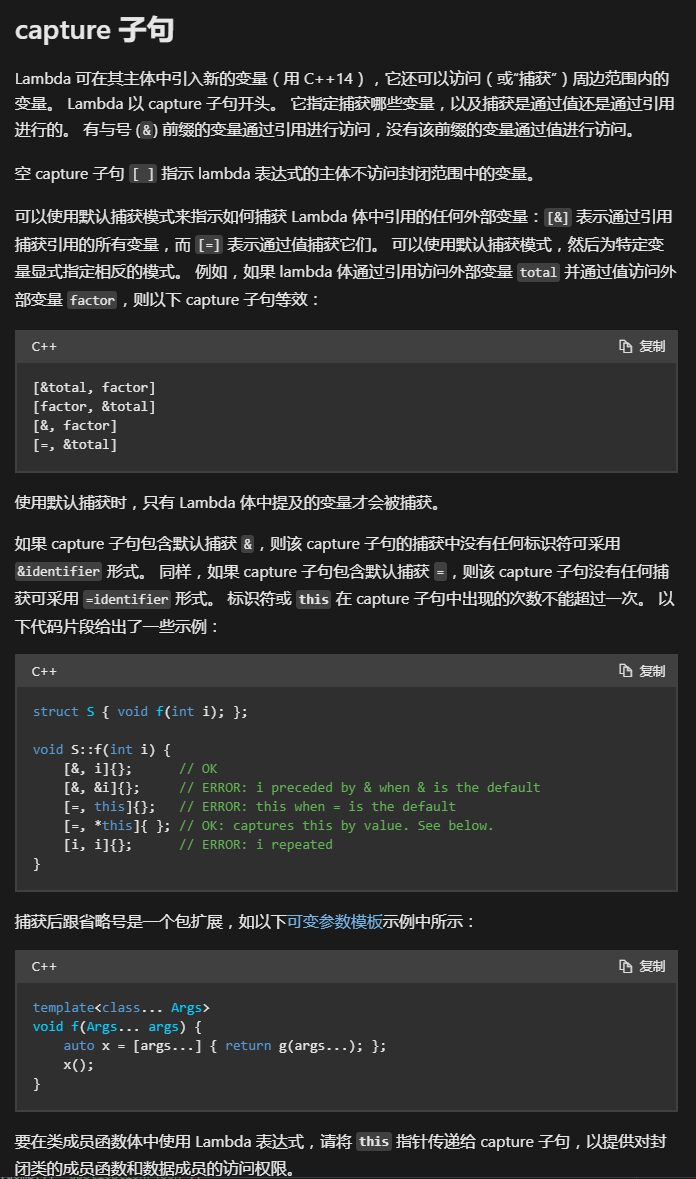 capture 子句
Lambda 可在其主体中引入新的变量（用 C++14），它还可以访问（或“捕获”）周边范围内的
变量。 Lambda 以 capture 子句开头。 它指定捕获哪些变量，以及捕获是通过值还是通过引用
进行的。 有与号 (&) 前缀的变量通过引用进行访问，没有该前缀的变量通过值进行访问。
空 capture 子句 [ ] 指示 lambda 表达式的主体不访问封闭范围中的变量。
可以使用默认捕获模式来指示如何捕获 Lambda 体中引用的任何外部变量：[&] 表示通过引用
捕获引用的所有变量，而 [=] 表示通过值捕获它们。 可以使用默认捕获模式，然后为特定变
量显式指定相反的模式。 例如，如果 lambda 体通过引用访问外部变量 total 并通过值访问外
部变量 factor，则以下 capture 子句等效：
C++ 复制
[&total, factor]
[factor, &total]
[&, factor]
[=, &total]
使用默认捕获时，只有 Lambda 体中提及的变量才会被捕获。
如果 capture 子句包含默认捕获 &，则该 capture 子句的捕获中没有任何标识符可采用
&identifier 形式。 同样，如果 capture 子句包含默认捕获 =，则该 capture 子句没有任何捕
获可采用 =identifier 形式。 标识符或 this 在 capture 子句中出现的次数不能超过一次。 以
下代码片段给出了一些示例：
C++ 复制
struct S { void f(int i); };
void S::f(int i) {
    [&, i]{};      // OK
    [&, &i]{};     // ERROR: i preceded by & when & is the default
    [=, this]{};   // ERROR: this when = is the default
    [=, *this]{ }; // OK: captures this by value. See below.
    [i, i]{};      // ERROR: i repeated
}
捕获后跟省略号是一个包扩展，如以下可变参数模板示例中所示：
C++ 复制
template<class... Args>
void f(Args... args) {
    auto x = [args...] { return g(args...); };
    x();
}
要在类成员函数体中使用 Lambda 表达式，请将 this 指针传递给 capture 子句，以提供对封
闭类的成员函数和数据成员的访问权限。